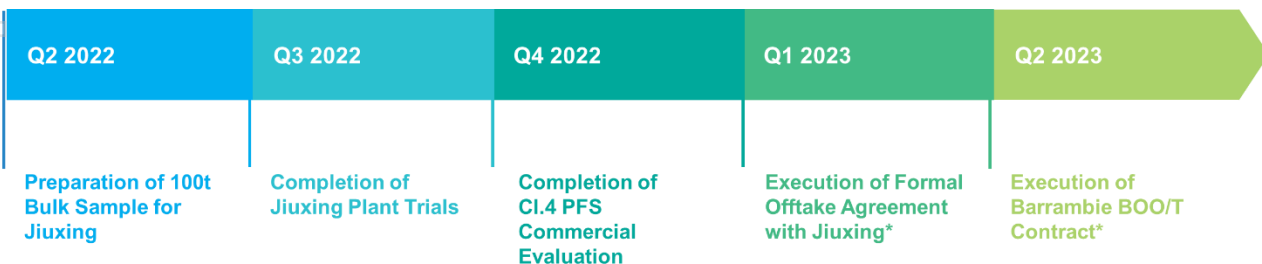 Q2 2022
Q3 2022
Q4 2022
Q1 2023
Q2 2023
Preparation of 100t
Bulk Sample for
Jiuxing
Completion of
Jiuxing Plant Trials
Completion of
Cl.4 PFS
Commercial
Evaluation
Execution of Formal
Offtake Agreement
with Jiuxing*
Execution of
Barrambie BOO/T
Contract*